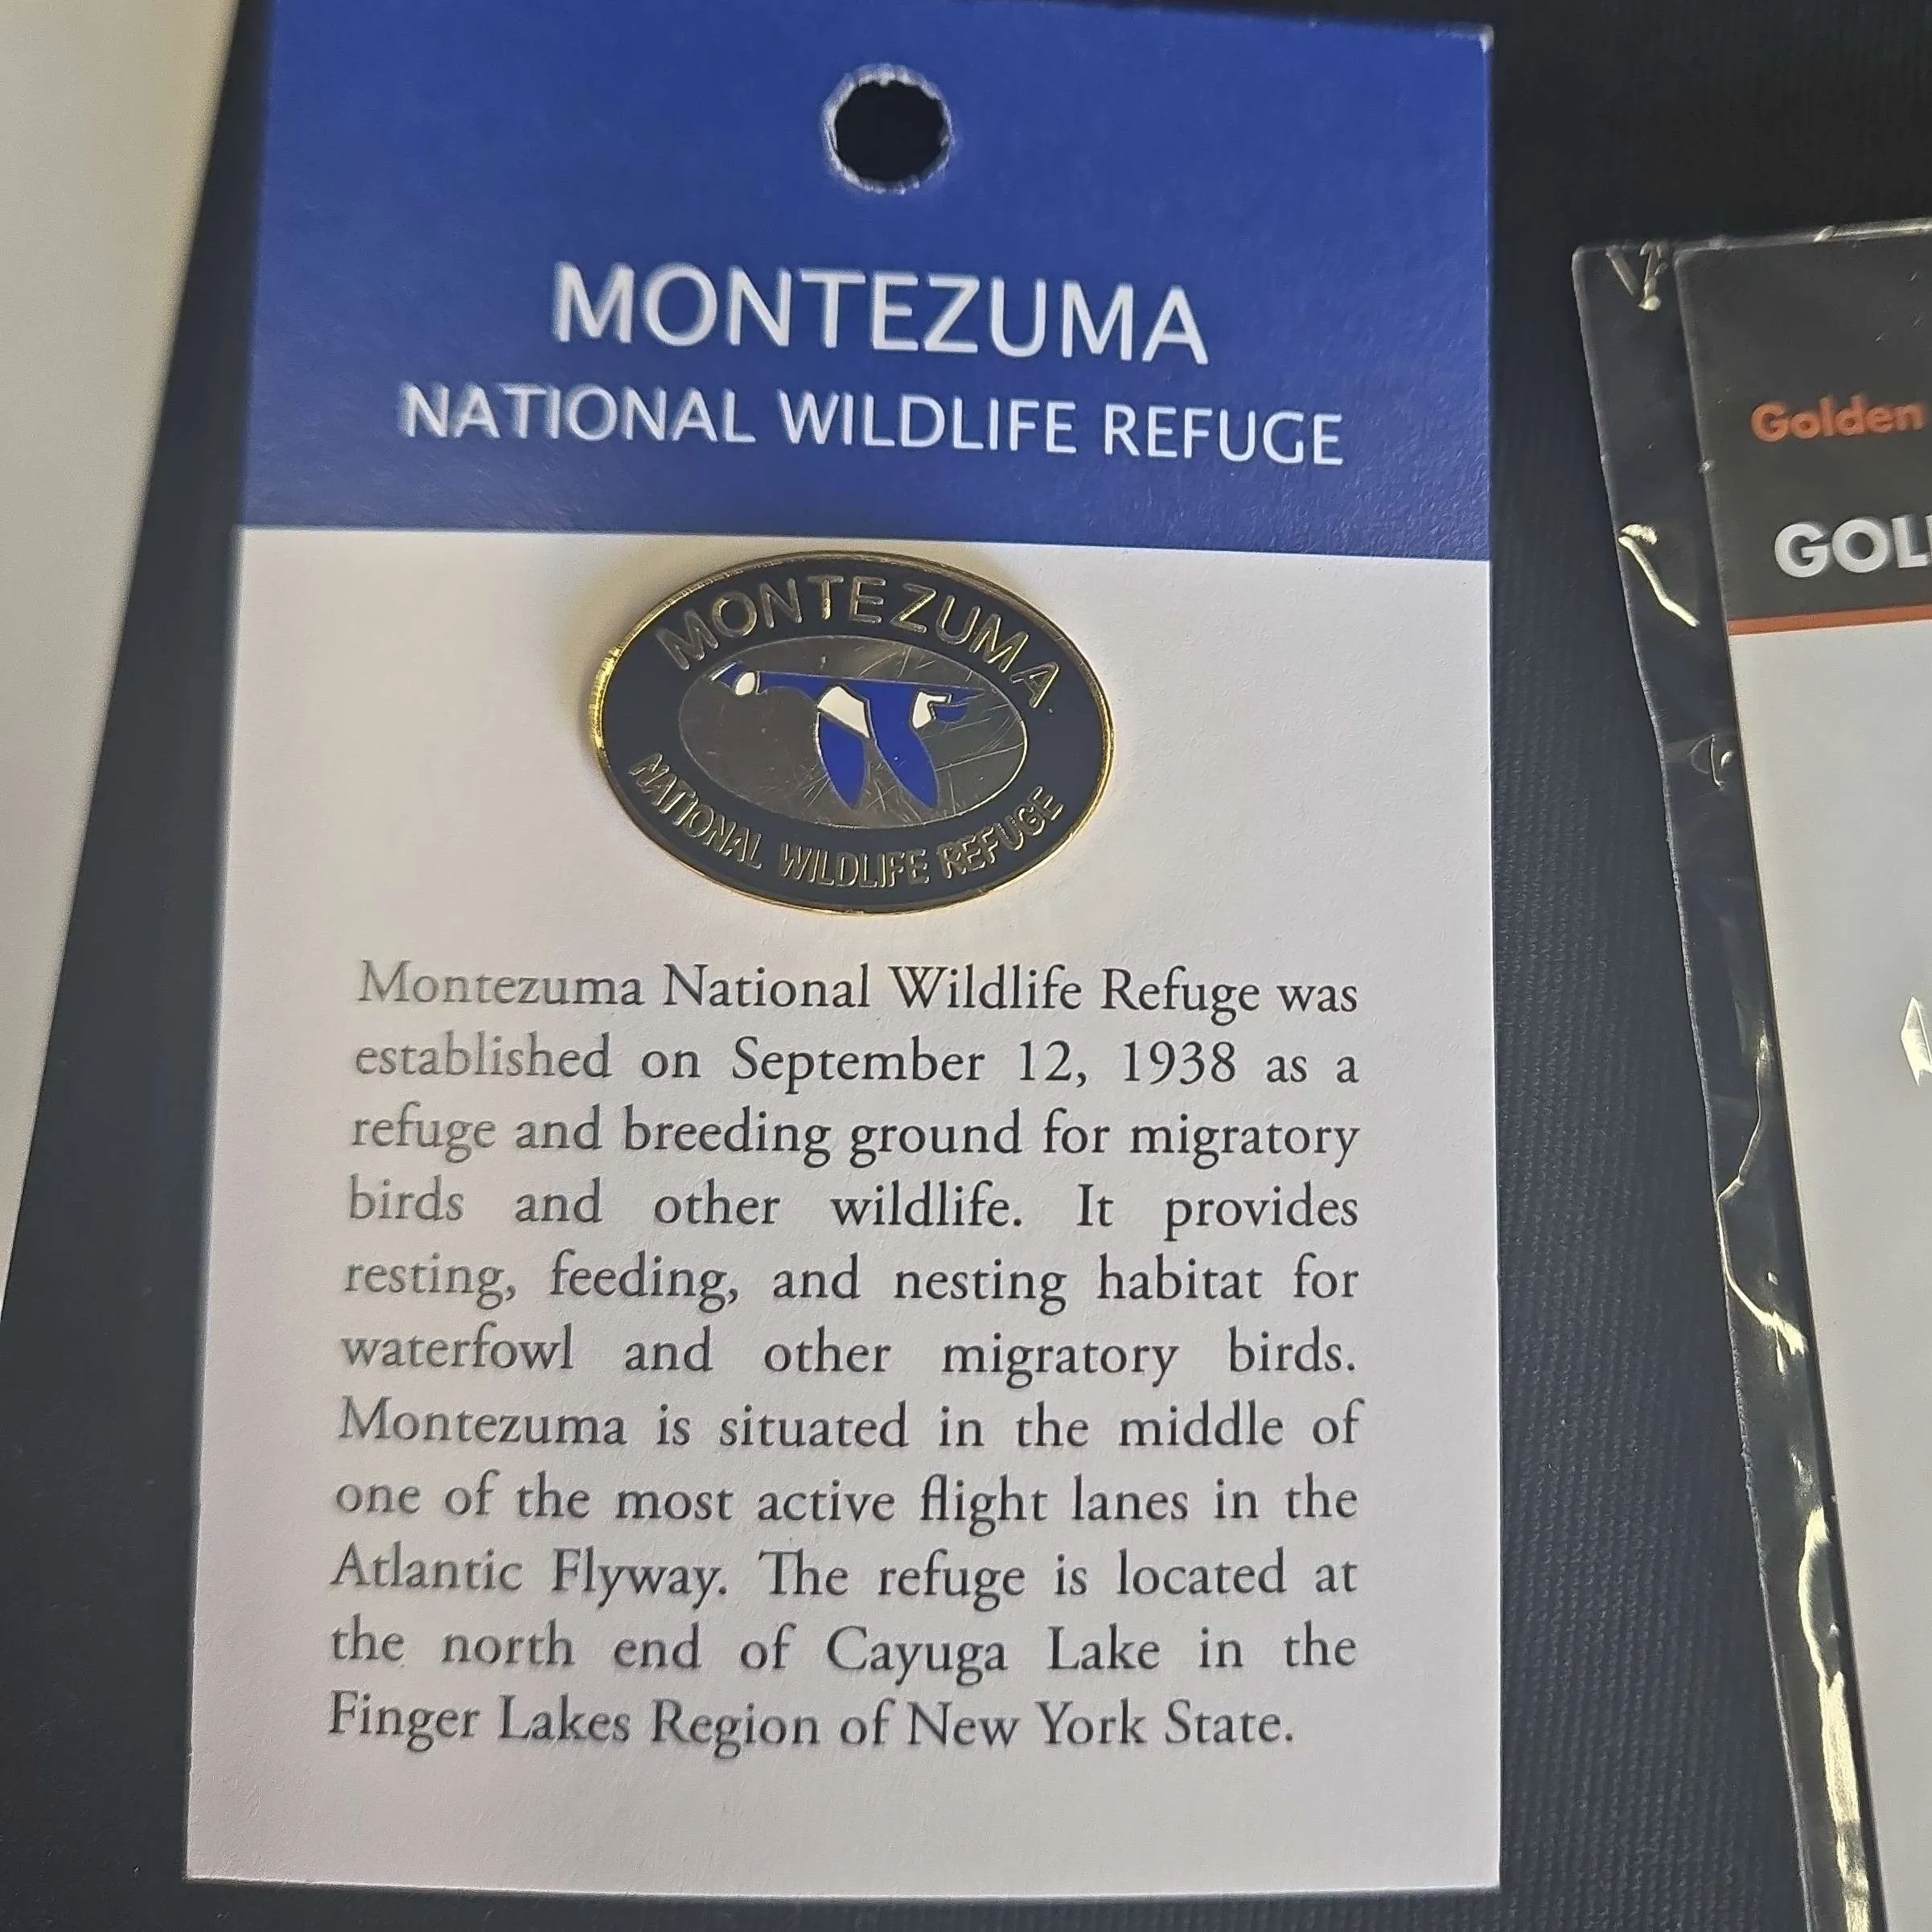 MONTEZUMA
NATIONAL WILDLIFE REFUGE
MONTEZUMA
NATIONAL WILDLIFE REFUGE
Montezuma National Wildlife Refuge was
established on September 12, 1938 as a
refuge and breeding ground for migratory
birds and other wildlife. It provides
resting, feeding, and nesting habitat for
waterfowl and other migratory birds.
Montezuma is situated in the middle of
one of the most active flight lanes in the
Atlantic Flyway. The refuge is located at
the north end of Cayuga Lake in the
Finger Lakes Region of New York State.
Golden